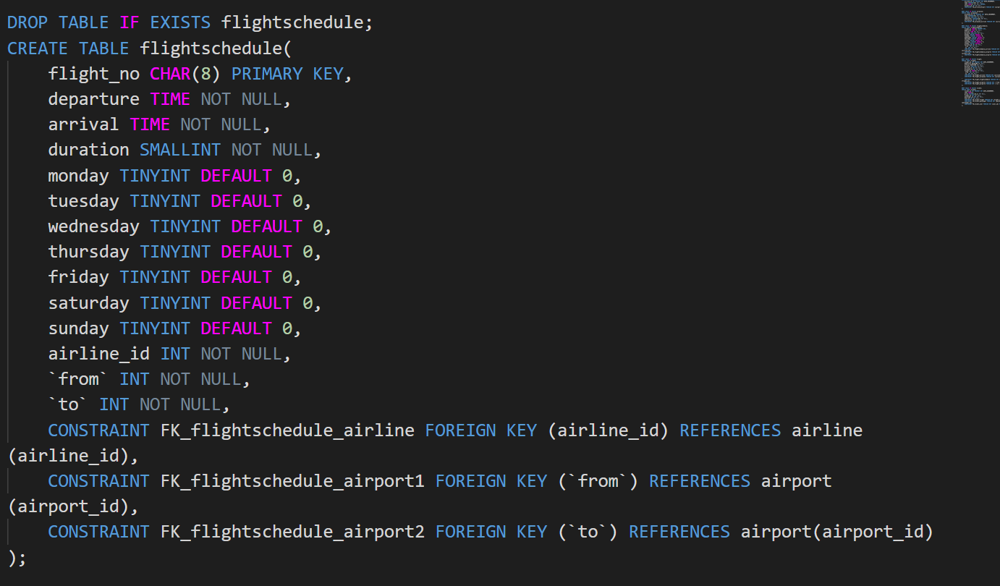 DROP TABLE IF EXISTS flightschedule;
CREATE TABLE flightschedule(
    flight_no CHAR(8) PRIMARY KEY,
    departure TIME NOT NULL,
    arrival TIME NOT NULL,
    duration SMALLINT NOT NULL,
    monday TINYINT DEFAULT 0,
    tuesday TINYINT DEFAULT 0,
    wednesday TINYINT DEFAULT 0,
    thursday TINYINT DEFAULT 0,
    friday TINYINT DEFAULT 0,
    saturday TINYINT DEFAULT 0,
    sunday TINYINT DEFAULT 0,
    airline_id INT NOT NULL,
    `from` INT NOT NULL,
    `to` INT NOT NULL,
    CONSTRAINT FK_flightschedule_airline FOREIGN KEY (airline_id) REFERENCES airline
(airline_id),
    CONSTRAINT FK_flightschedule_airport1 FOREIGN KEY (`from`) REFERENCES airport
(airport_id),
    CONSTRAINT FK_flightschedule_airport2 FOREIGN KEY (`to`) REFERENCES airport(airport_id)
);